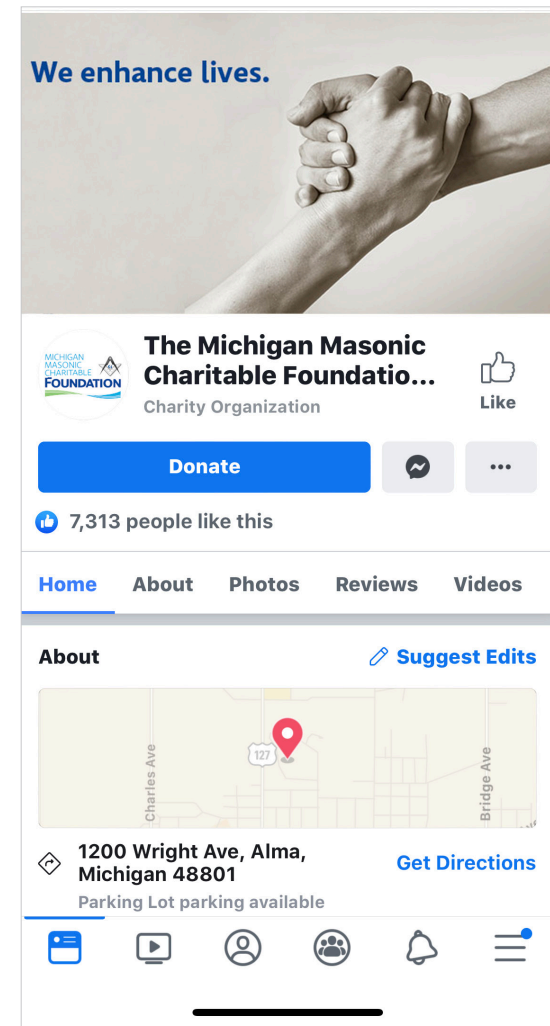 We enhance lives.
MICHIGAN
MASONIC
CHARITABLE
FOUNDATION
The Michigan Masonic
Charitable Foundatio...
Charity Organization
Like
Donate
7,313 people like this
Home About Photos Reviews Videos
About
Suggest Edits
127
Charles Ave
Bridge Ave
1200 Wright Ave, Alma,
Michigan 48801
Get Directions
Parking Lot parking available